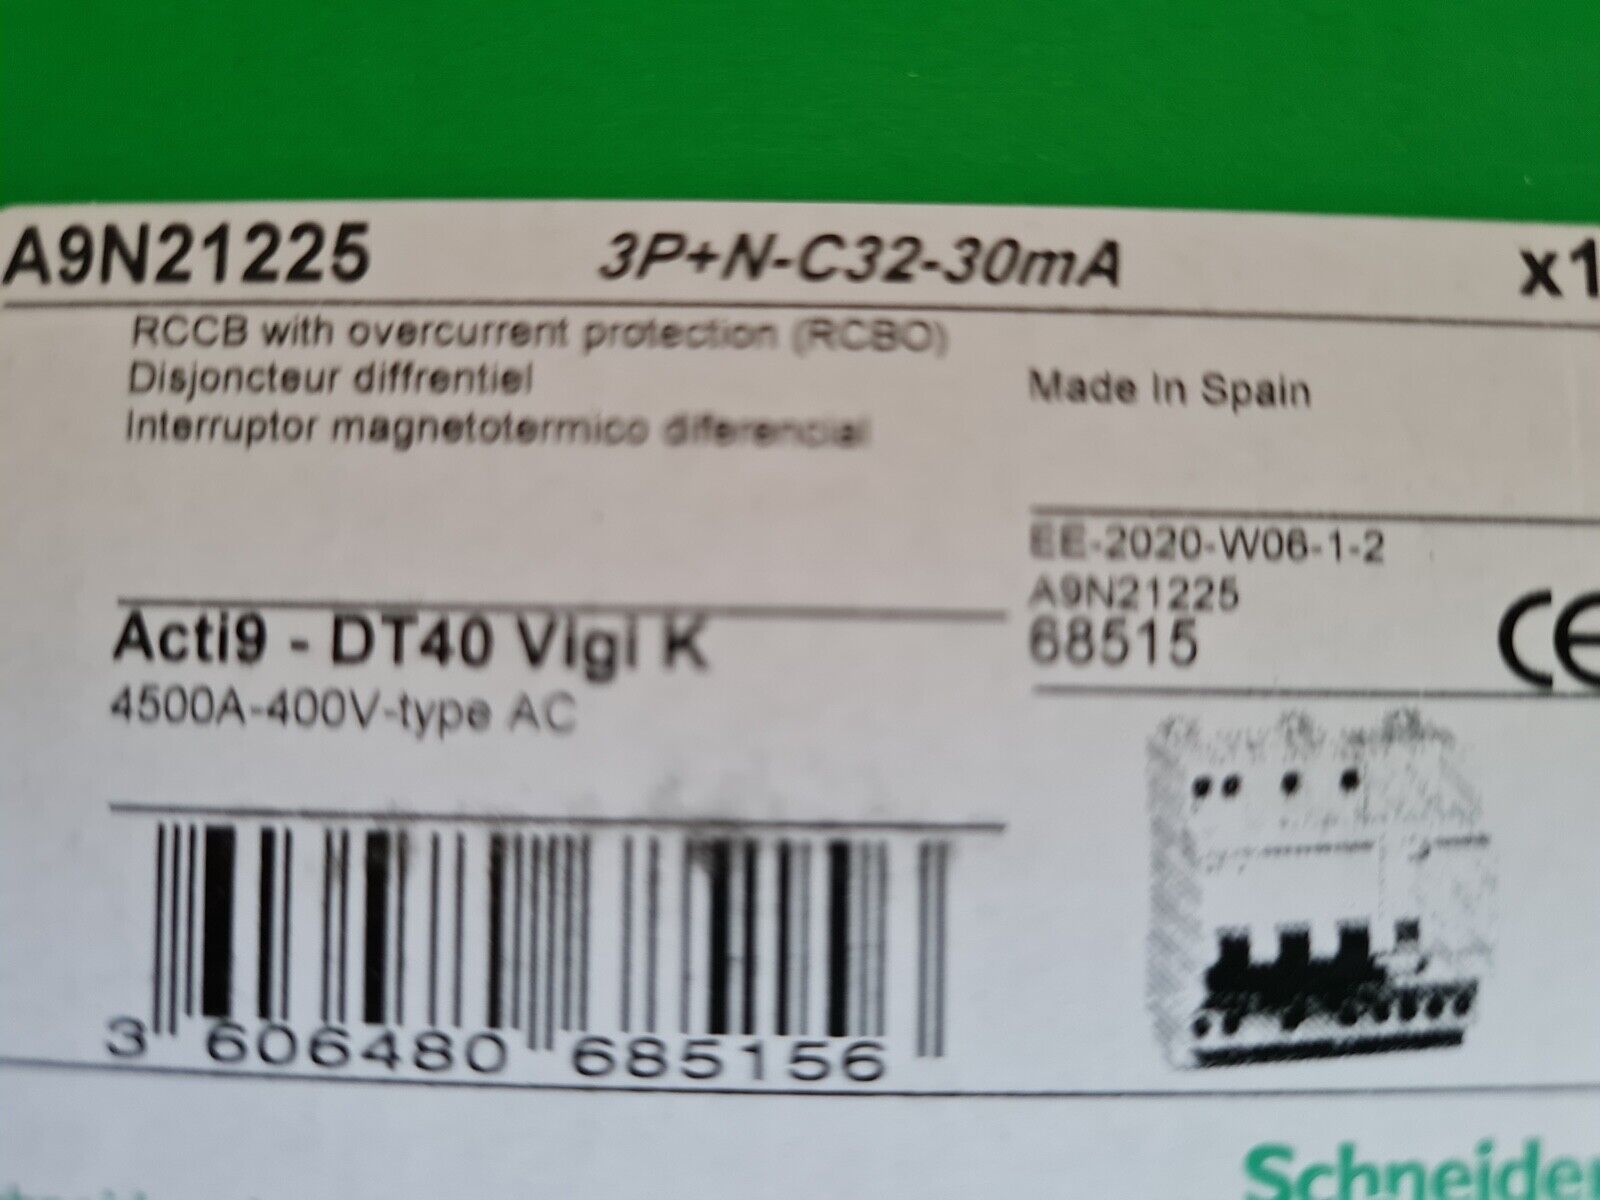 A9N21225 3P+N-C32-30mA x1
RCCB with overcurrent protection (RCBO)
Disjoncteur diffrentiel
Interruptor magnetotermico diferencial
Made in Spain
EE-2020-W06-1-2
A9N21225
68515
CE
Acti9 - DT40 Vigi K
4500A-400V-type AC
3 606480 685156
Schneider